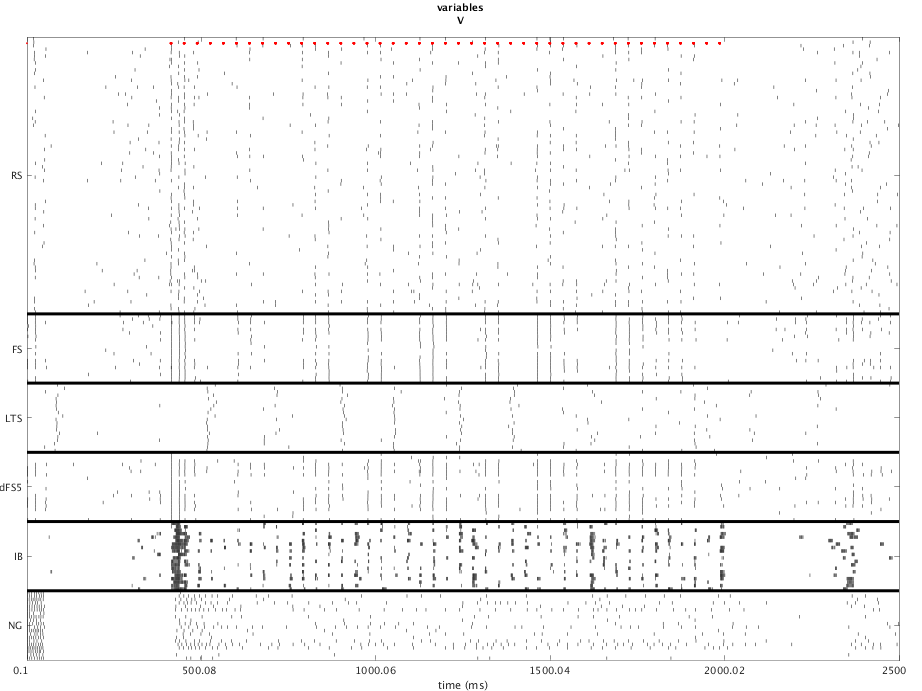 variables
V
RS
FS
LTS
dFS5
IB
NG
0.1
500.08
1000.06
1500.04
2000.02
2500
time (ms)